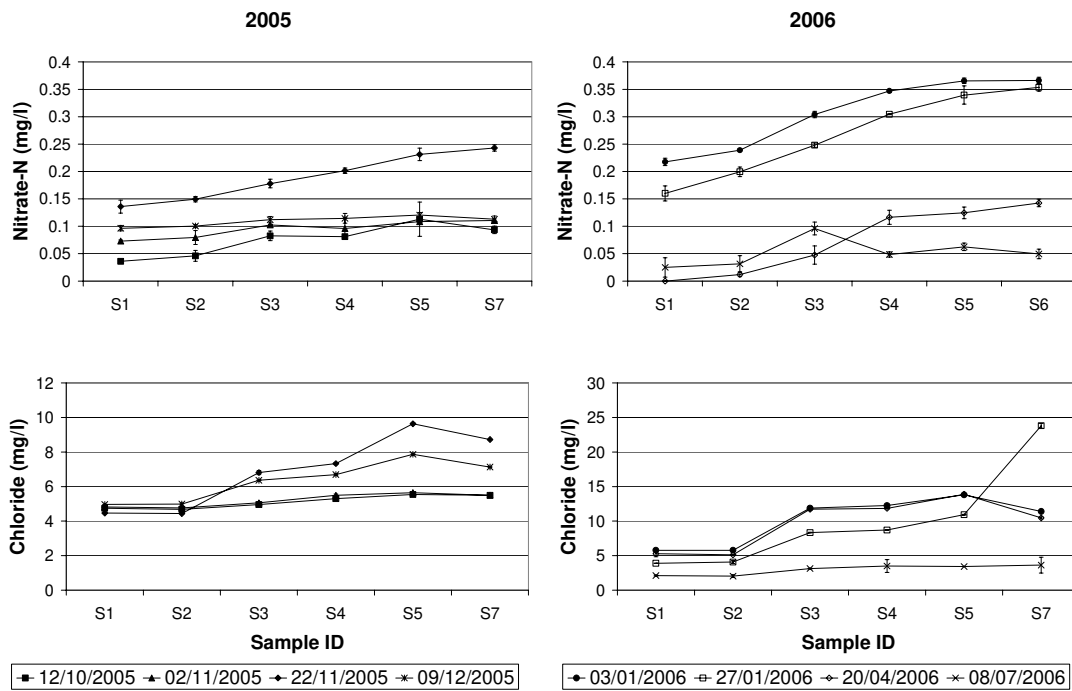 2005
2006
Nitrate-N (mg/l)
0.4
0.35
0.3
0.25
0.2
0.15
0.1
0.05
0
S1 S2 S3 S4 S5 S7
Nitrate-N (mg/l)
0.4
0.35
0.3
0.25
0.2
0.15
0.1
0.05
0
S1 S2 S3 S4 S5 S6
Chloride (mg/l)
12
10
8
6
4
2
0
S1 S2 S3 S4 S5 S7
Sample ID
Chloride (mg/l)
30
25
20
15
10
5
0
S1 S2 S3 S4 S5 S7
Sample ID
12/10/2005 02/11/2005 22/11/2005 09/12/2005
03/01/2006 27/01/2006 20/04/2006 08/07/2006